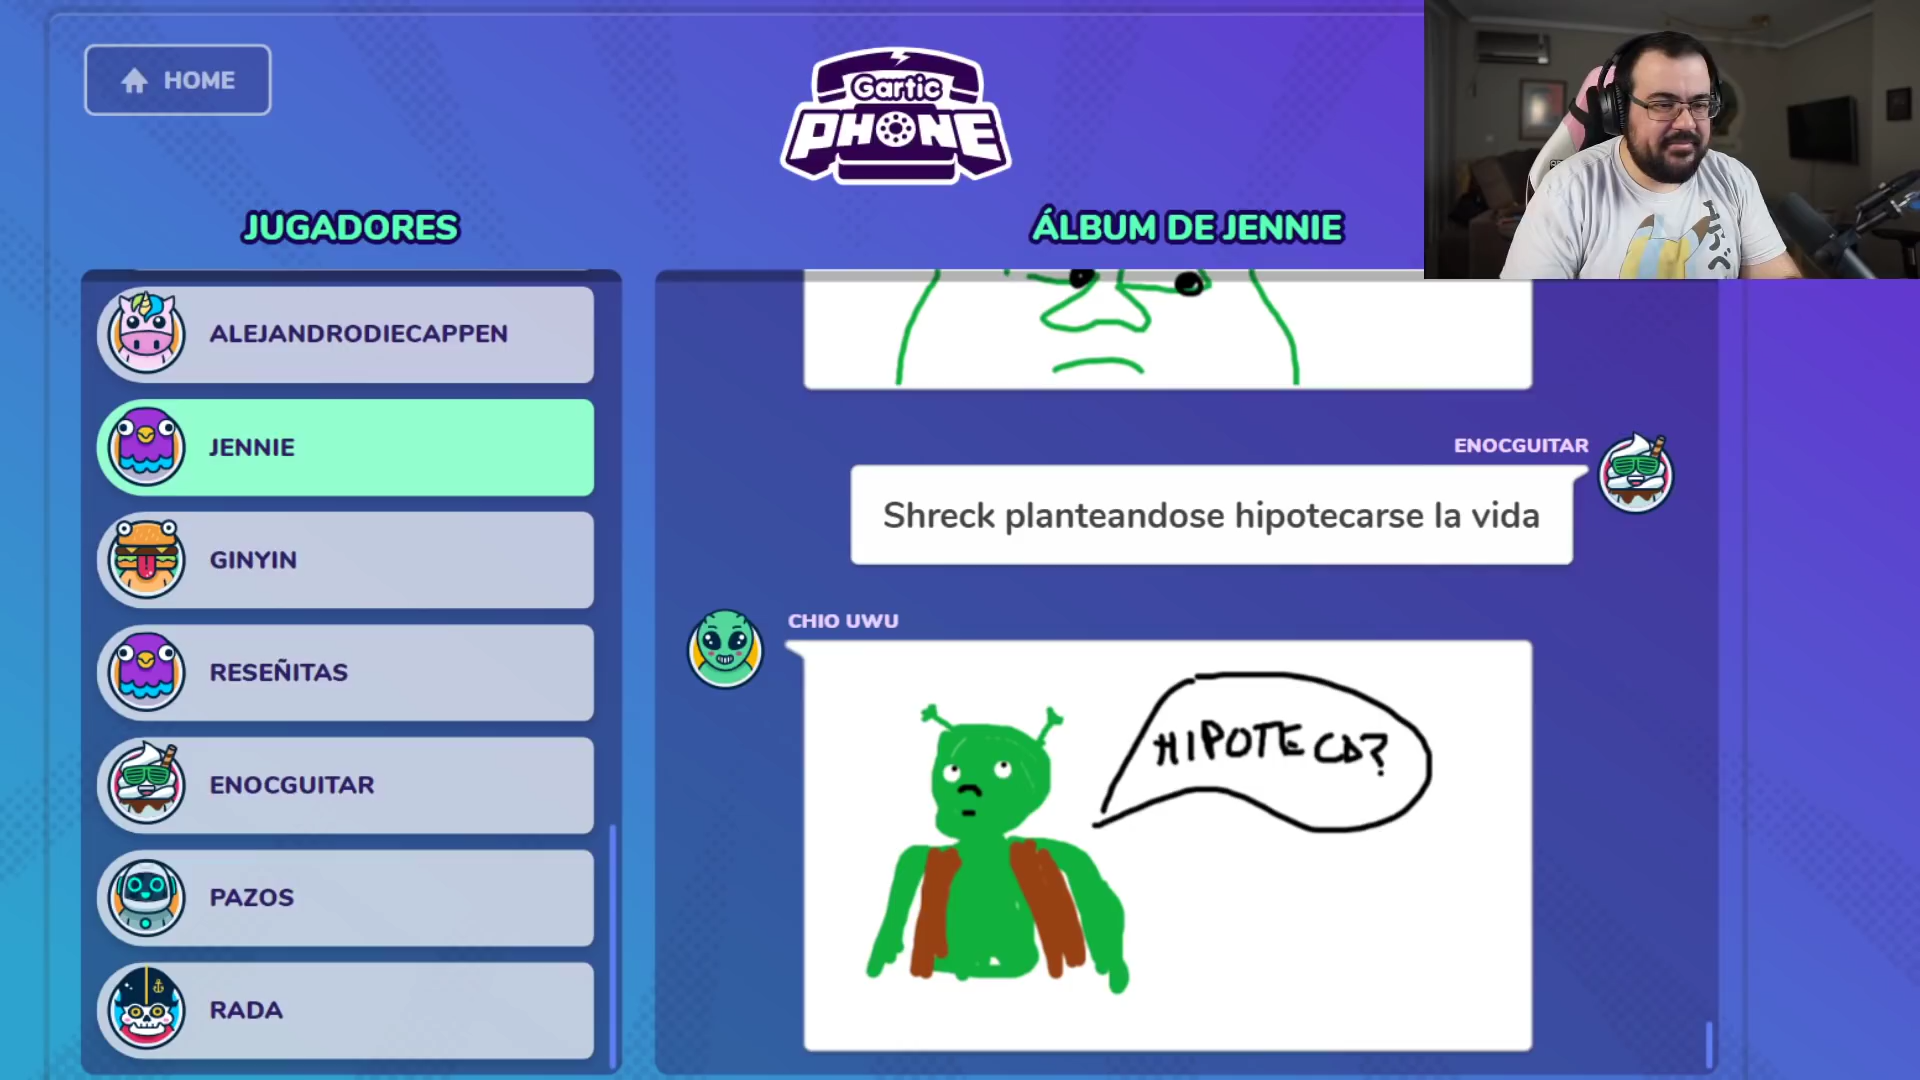 HOME
Gartic
PHONE
JUGADORES
ÁLBUM DE JENNIE
ALEJANDRODIECAPPEN
JENNIE
GINYIN
RESEÑITAS
ENOCGUITAR
PAZOS
RADA
ENOCGUITAR
Shreck planteandose hipotecarse la vida
CHIO UWU
HIPOTECA?